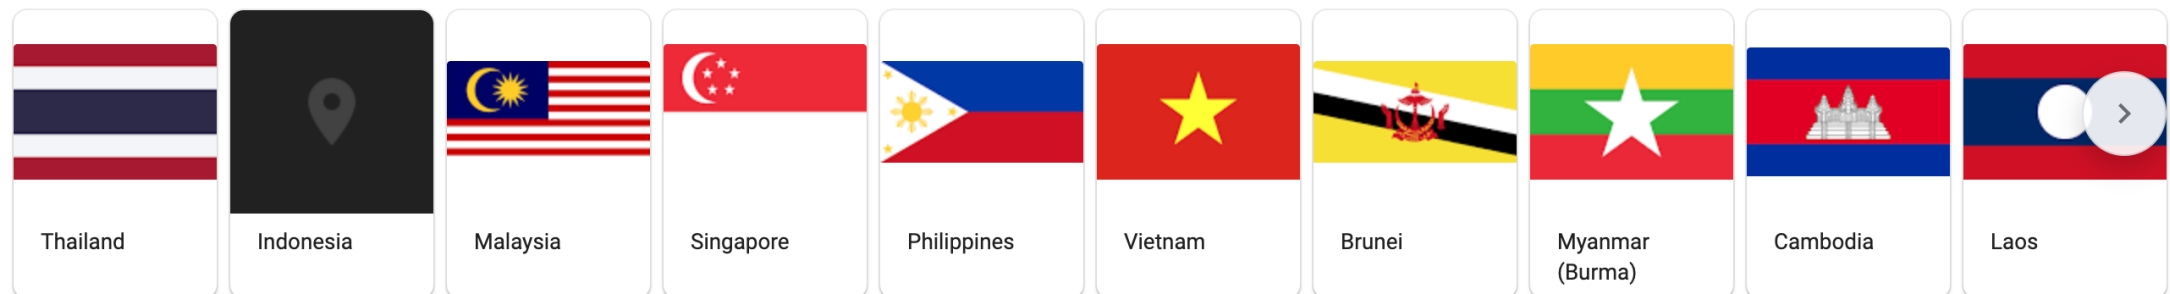 Thailand
Indonesia
Malaysia
Singapore
Philippines
Vietnam
Brunei
Myanmar
(Burma)
Cambodia
Laos